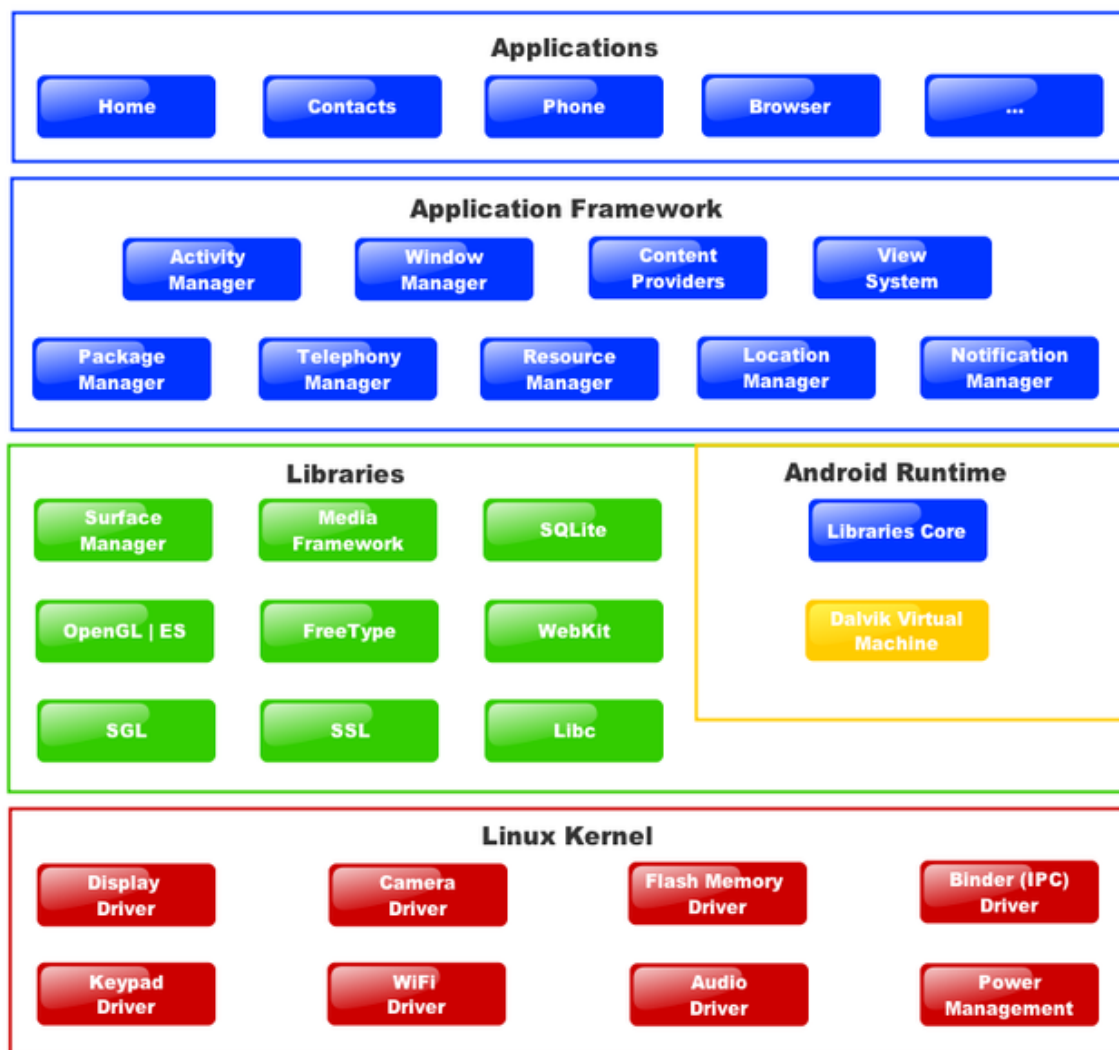 Applications
Home
Contacts
Phone
Browser
...
Application Framework
Activity
Manager
Window
Manager
Content
Providers
View
System
Package
Manager
Telephony
Manager
Resource
Manager
Location
Manager
Notification
Manager
Libraries
Surface
Manager
Media
Framework
SQLite
OpenGL | ES
FreeType
WebKit
SGL
SSL
Libc
Android Runtime
Libraries Core
Dalvik Virtual
Machine
Linux Kernel
Display
Driver
Camera
Driver
Flash Memory
Driver
Binder (IPC)
Driver
Keypad
Driver
WiFi
Driver
Audio
Driver
Power
Management